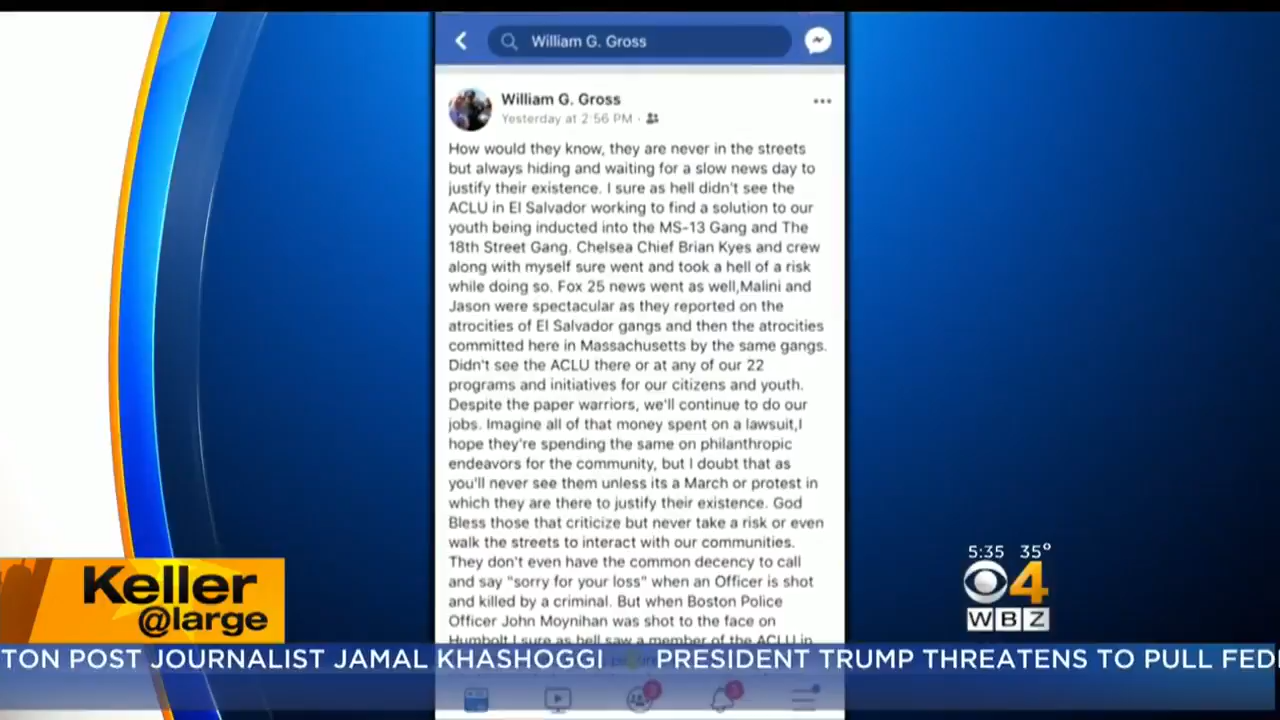 William G. Gross
William G. Gross
Yesterday at 2:56 PM
How would they know, they are never in the streets
but always hiding and waiting for a slow news day to
justify their existence. I sure as hell didn't see the
ACLU in El Salvador working to find a solution to our
youth being inducted into the MS-13 Gang and The
18th Street Gang. Chelsea Chief Brian Kyes and crew
along with myself sure went and took a hell of a risk
while doing so. Fox 25 news went as well,Malini and
Jason were spectacular as they reported on the
atrocities of El Salvador gangs and then the atrocities
committed here in Massachusetts by the same gangs.
Didn't see the ACLU there or at any of our 22
programs and initiatives for our citizens and youth.
Despite the paper warriors, we'll continue to do our
jobs. Imagine all of that money spent on a lawsuit,I
hope they're spending the same on philanthropic
endeavors for the community, but I doubt that as
you'll never see them unless its a March or protest in
which they are there to justify their existence. God
Bless those that criticize but never take a risk or even
walk the streets to interact with our communities.
They don't even have the common decency to call
and say "sorry for your loss" when an Officer is shot
and killed by a criminal. But when Boston Police
Officer John Moynihan was shot to the face on
Humbolt I sure as hell saw a member of the ACLU in
Keller
@large
5:35 35°
4
WBZ
TON POST JOURNALIST JAMAL KHASHOGGI PRESIDENT TRUMP THREATENS TO PULL FED